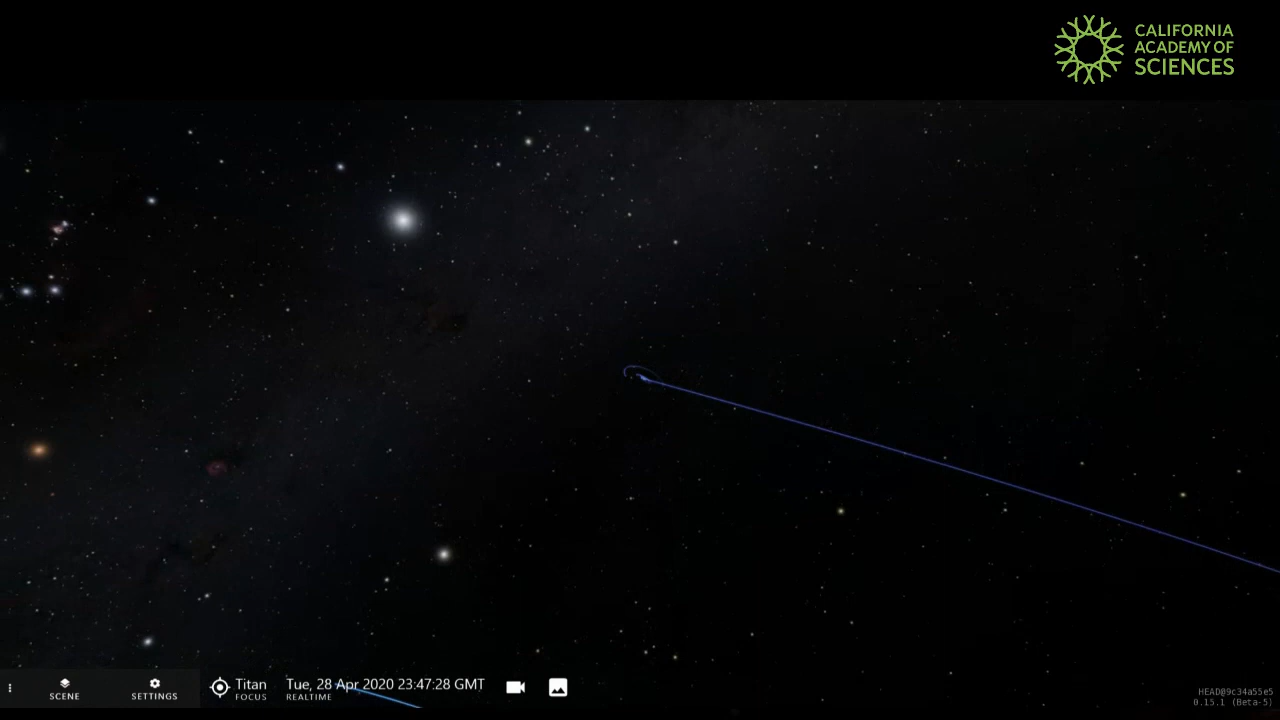 CALIFORNIA
ACADEMY OF
SCIENCES
SCENE
SETTINGS
Titan
FOCUS
Tue, 28 Apr 2020 23:47:28 GMT
REALTIME
HEAD@9c34a55e5
0.15.1 (Beta-5)